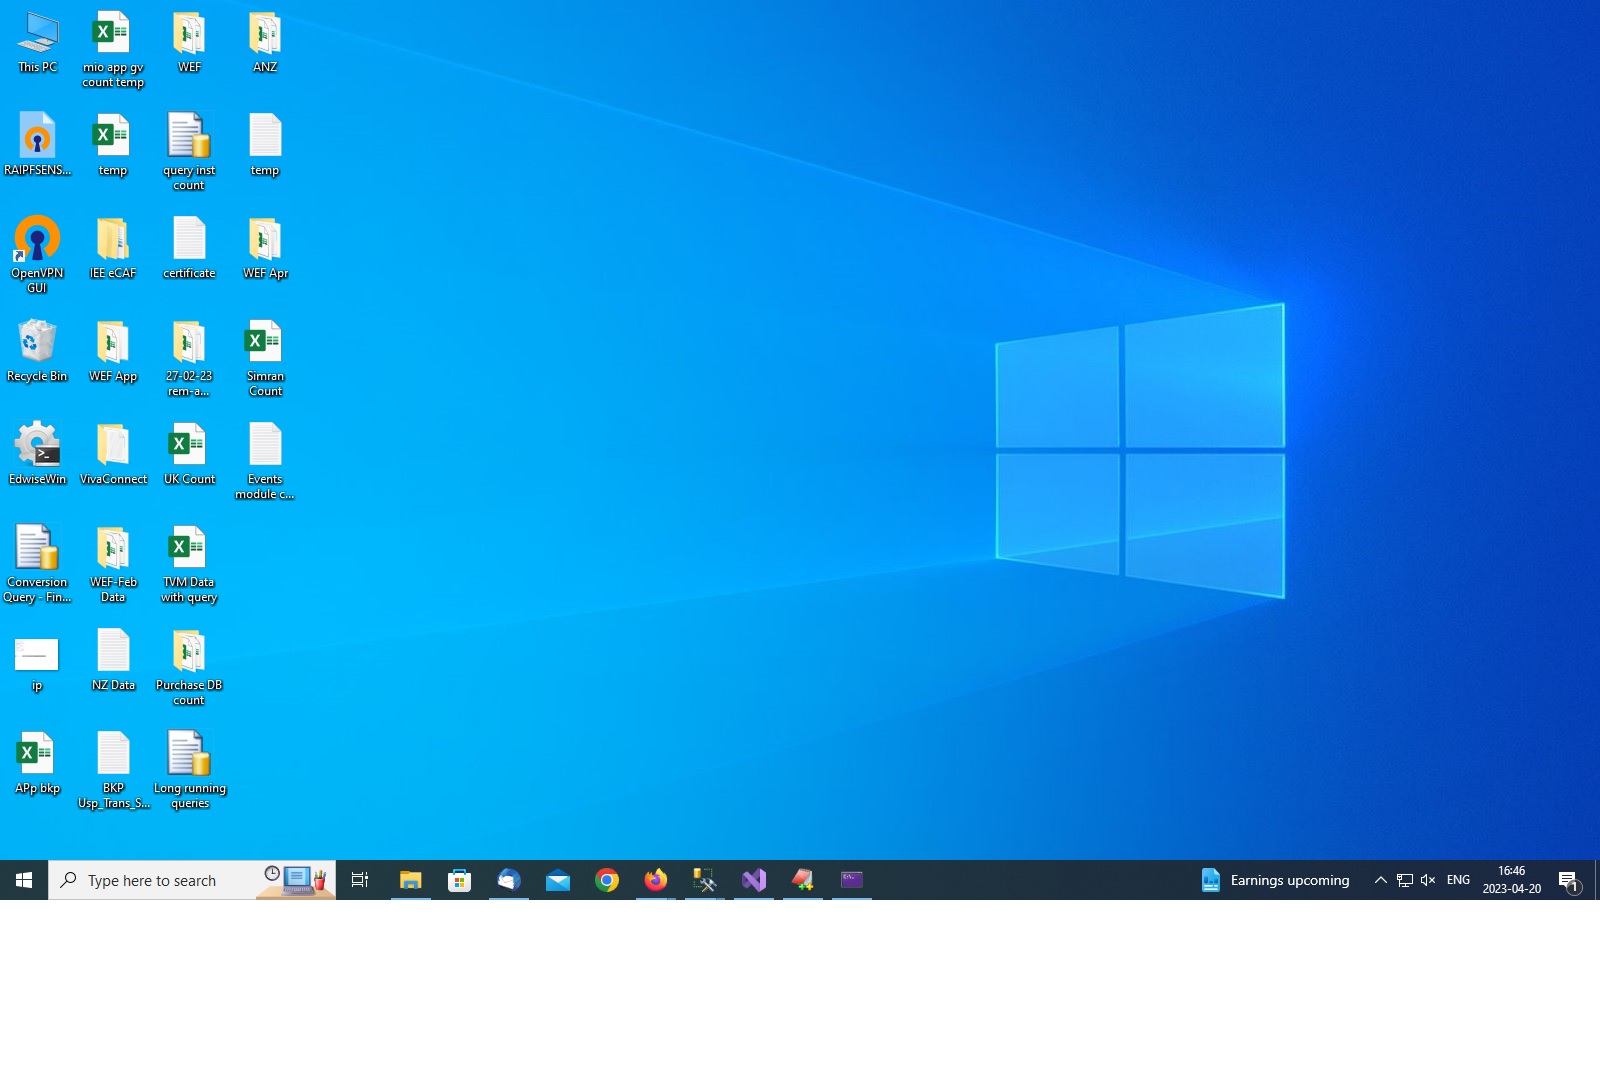 This PC
mio app gv
count temp
WEF
ANZ
RAIPFSENS...
temp
query inst
count
temp
OpenVPN
GUI
IEE eCAF
certificate
WEF Apr
Recycle Bin
WEF App
27-02-23
rem-a...
Simran
Count
EdwiseWin
VivaConnect
UK Count
Events
module c...
Conversion
Query - Fin...
WEF-Feb
Data
TVM Data
with query
ip
NZ Data
Purchase DB
count
APp bkp
BKP
Usp_Trans_S...
Long running
queries
Type here to search
Earnings upcoming
ENG
16:46
2023-04-20
1